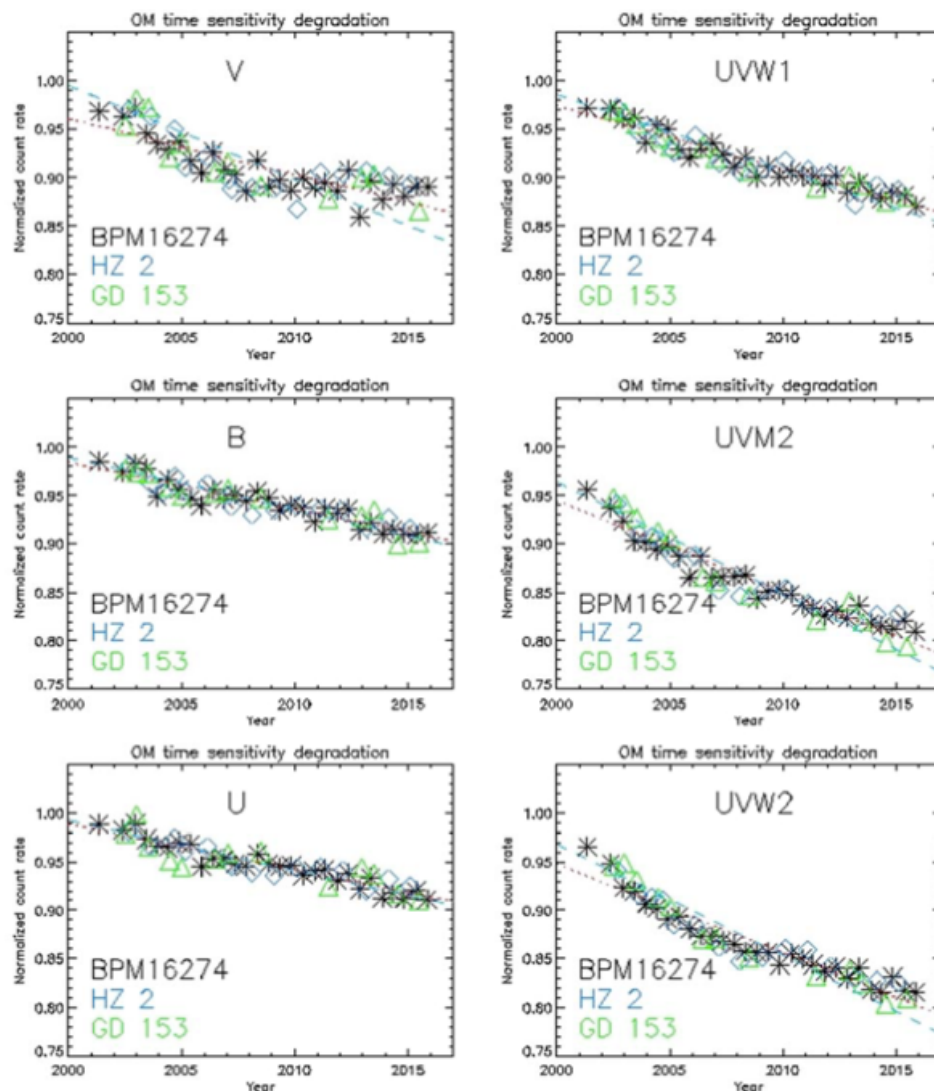 OM time sensitivity degradation
V
Normalized count rate
1.00
0.95
0.90
0.85
0.80
0.75
BPM16274
HZ 2
GD 153
2000
2005
2010
2015
Year
OM time sensitivity degradation
UVW1
Normalized count rate
1.00
0.95
0.90
0.85
0.80
0.75
BPM16274
HZ 2
GD 153
2000
2005
2010
2015
Year
OM time sensitivity degradation
B
Normalized count rate
1.00
0.95
0.90
0.85
0.80
0.75
BPM16274
HZ 2
GD 153
2000
2005
2010
2015
Year
OM time sensitivity degradation
UVM2
Normalized count rate
1.00
0.95
0.90
0.85
0.80
0.75
BPM16274
HZ 2
GD 153
2000
2005
2010
2015
Year
OM time sensitivity degradation
U
Normalized count rate
1.00
0.95
0.90
0.85
0.80
0.75
BPM16274
HZ 2
GD 153
2000
2005
2010
2015
Year
OM time sensitivity degradation
UVW2
Normalized count rate
1.00
0.95
0.90
0.85
0.80
0.75
BPM16274
HZ 2
GD 153
2000
2005
2010
2015
Year